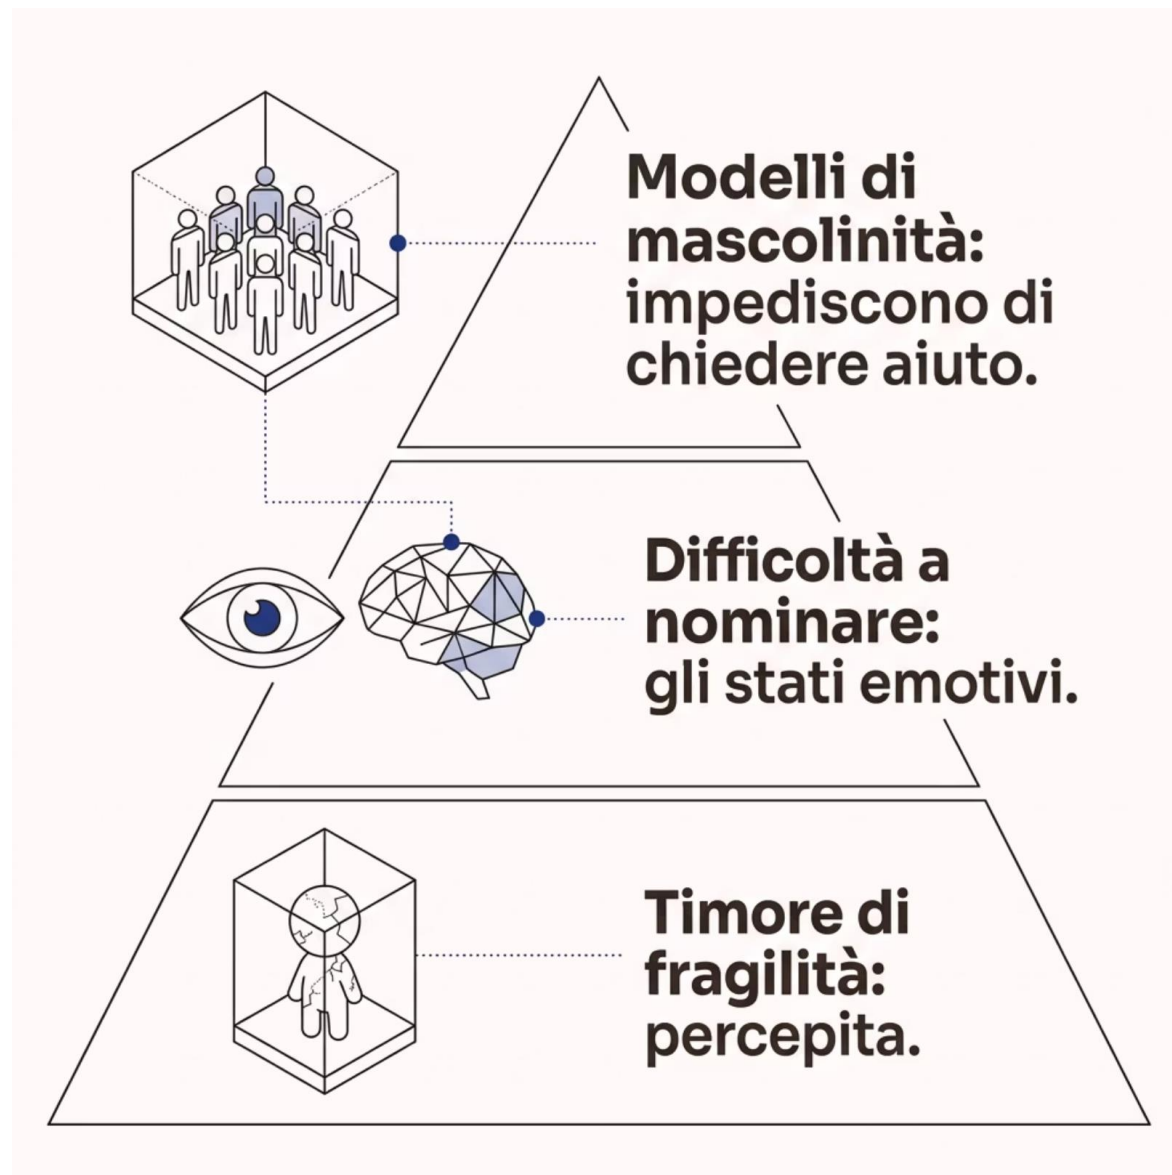 Modelli di
mascolinità:
impediscono di
chiedere aiuto.
Difficoltà a
nominare:
gli stati emotivi.
Timore di
fragilità:
percepita.